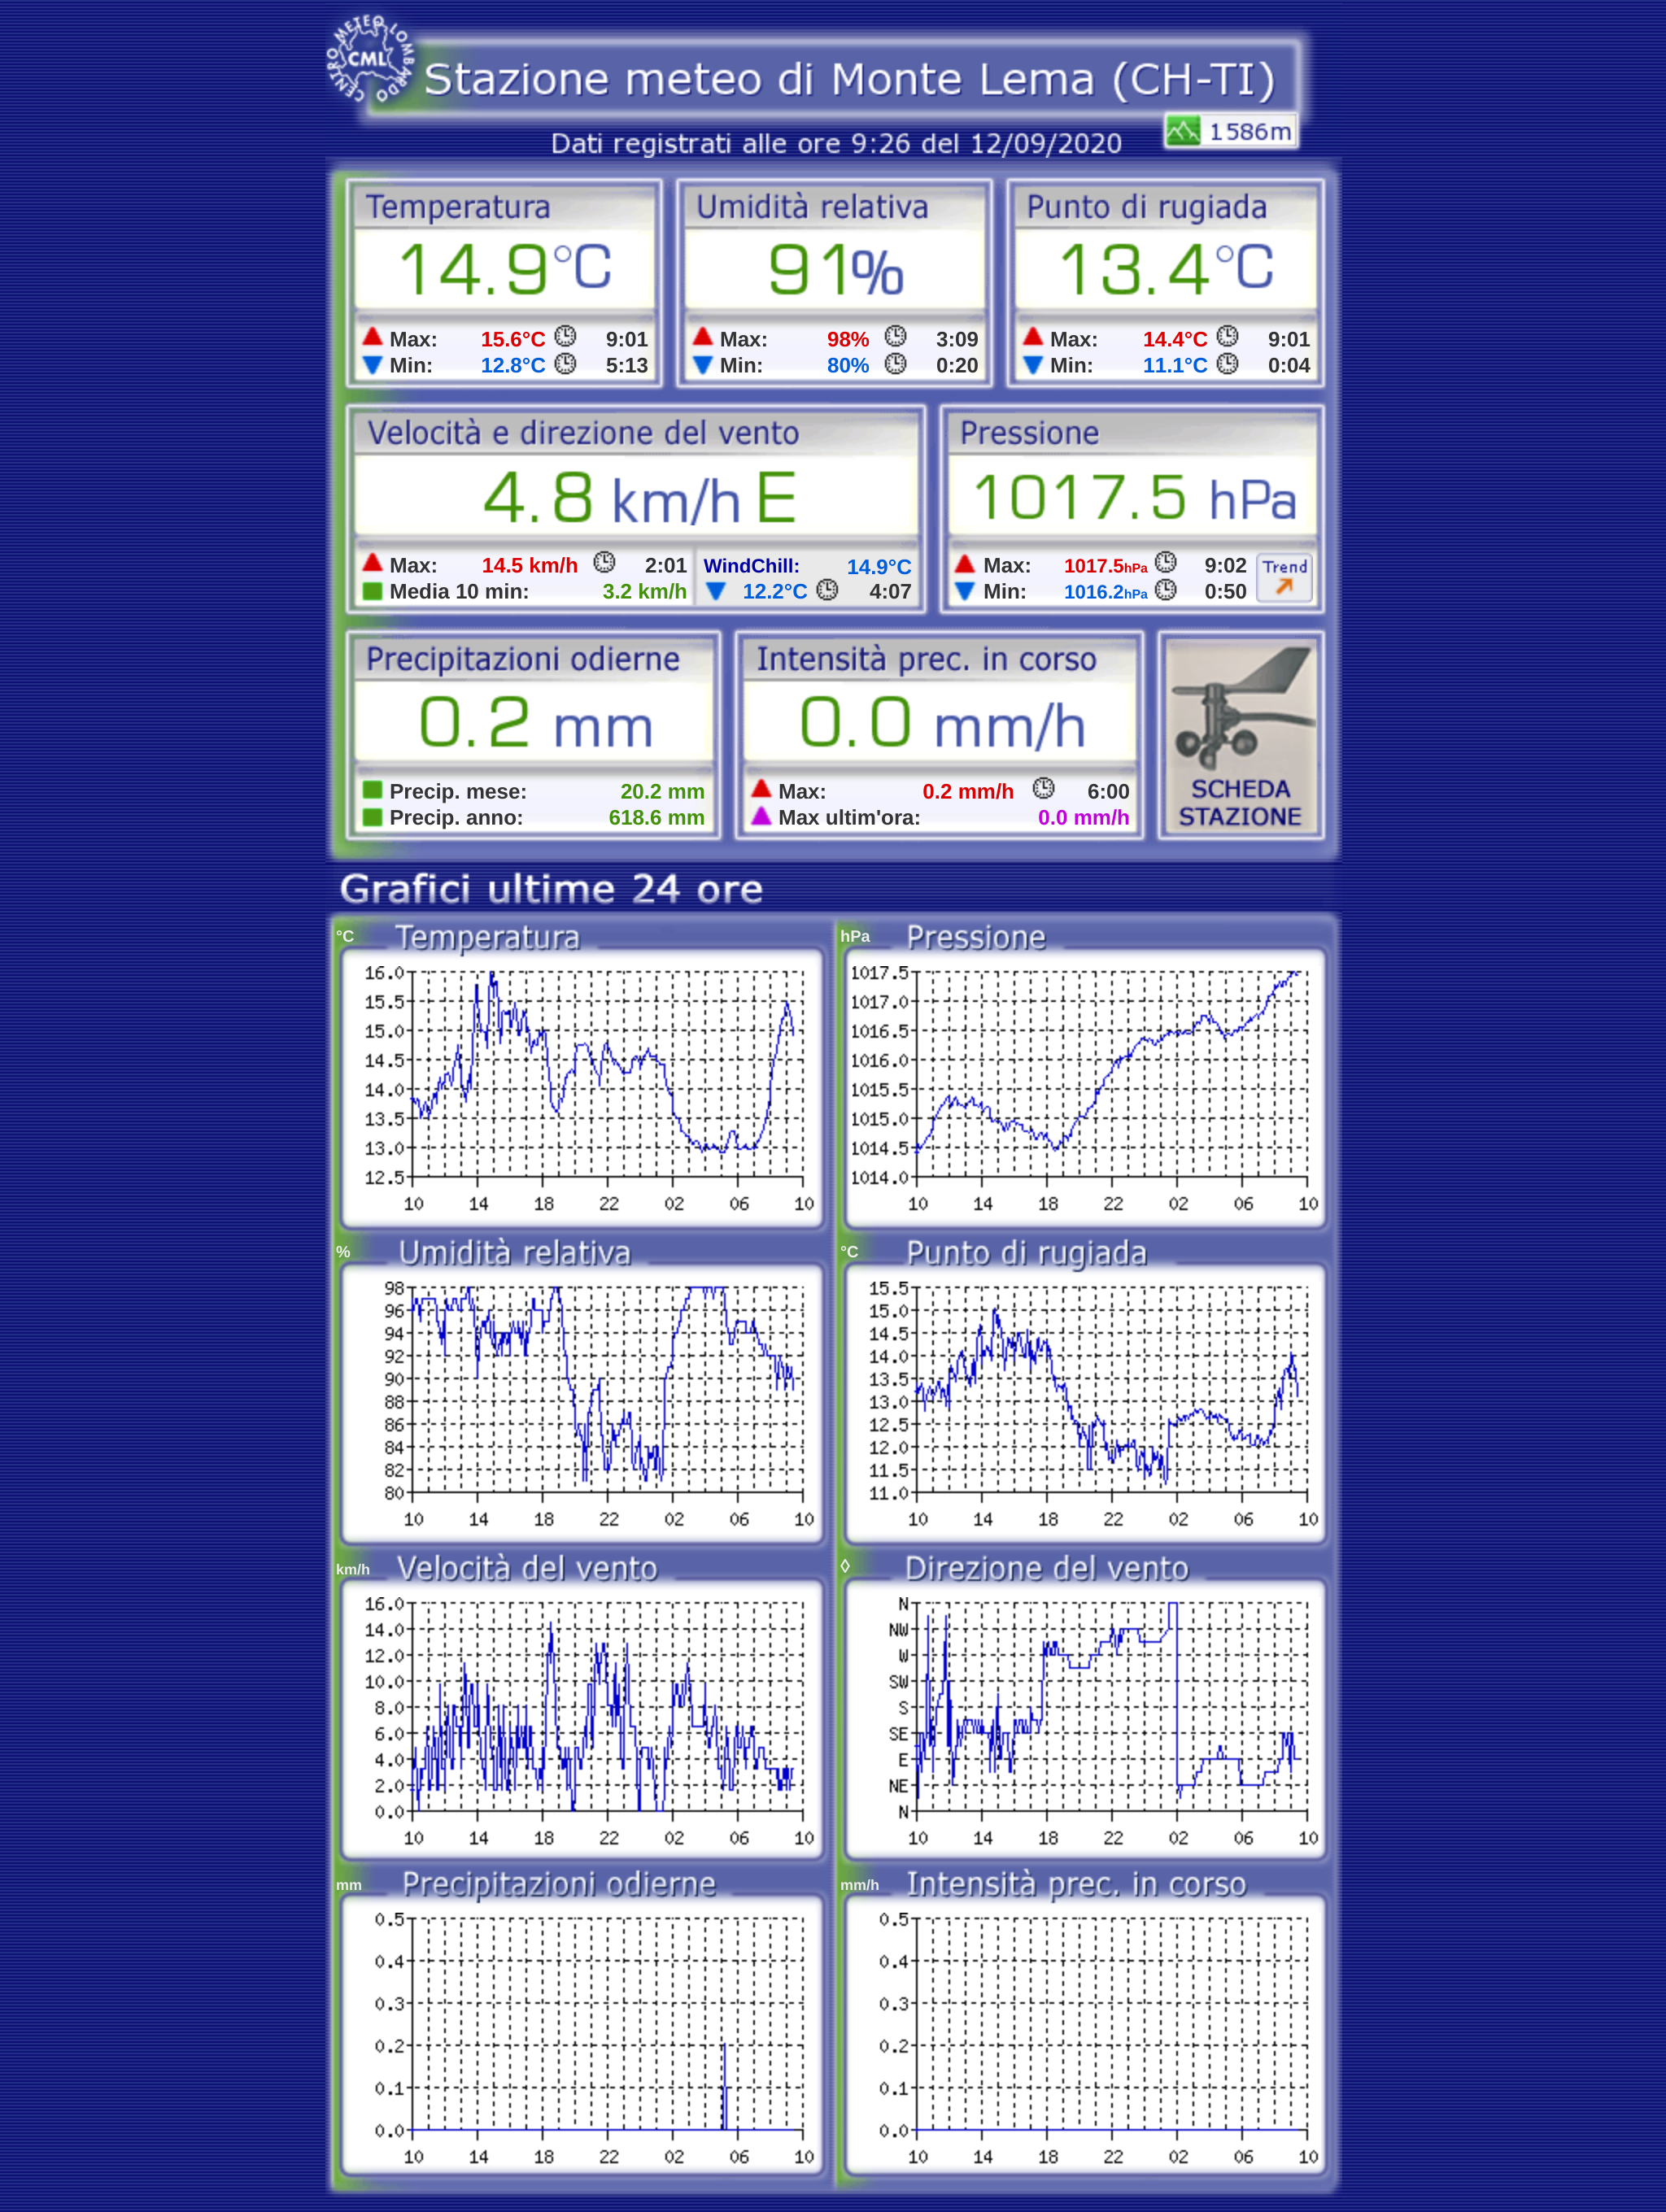 CENTRO METEO LOMBARDO
CML
Stazione meteo di Monte Lema (CH-TI)
Dati registrati alle ore 9:26 del 12/09/2020
1586m
Temperatura
14.9°C
Max: 15.6°C 9:01
Min: 12.8°C 5:13
Umidità relativa
91%
Max: 98% 3:09
Min: 80% 0:20
Punto di rugiada
13.4°C
Max: 14.4°C 9:01
Min: 11.1°C 0:04
Velocità e direzione del vento
4.8 km/h E
Max: 14.5 km/h 2:01
Media 10 min: 3.2 km/h
WindChill: 14.9°C
12.2°C 4:07
Pressione
1017.5 hPa
Max: 1017.5hPa 9:02
Min: 1016.2hPa 0:50
Trend
Precipitazioni odierne
0.2 mm
Precip. mese: 20.2 mm
Precip. anno: 618.6 mm
Intensità prec. in corso
0.0 mm/h
Max: 0.2 mm/h 6:00
Max ultim'ora: 0.0 mm/h
SCHEDA
STAZIONE
Grafici ultime 24 ore
°C Temperatura
16.0
15.5
15.0
14.5
14.0
13.5
13.0
12.5
10 14 18 22 02 06 10
hPa Pressione
1017.5
1017.0
1016.5
1016.0
1015.5
1015.0
1014.5
1014.0
10 14 18 22 02 06 10
% Umidità relativa
98
96
94
92
90
88
86
84
82
80
10 14 18 22 02 06 10
°C Punto di rugiada
15.5
15.0
14.5
14.0
13.5
13.0
12.5
12.0
11.5
11.0
10 14 18 22 02 06 10
km/h Velocità del vento
16.0
14.0
12.0
10.0
8.0
6.0
4.0
2.0
0.0
10 14 18 22 02 06 10
◊ Direzione del vento
N
NW
W
SW
S
SE
E
NE
N
10 14 18 22 02 06 10
mm Precipitazioni odierne
0.5
0.4
0.3
0.2
0.1
0.0
10 14 18 22 02 06 10
mm/h Intensità prec. in corso
0.5
0.4
0.3
0.2
0.1
0.0
10 14 18 22 02 06 10